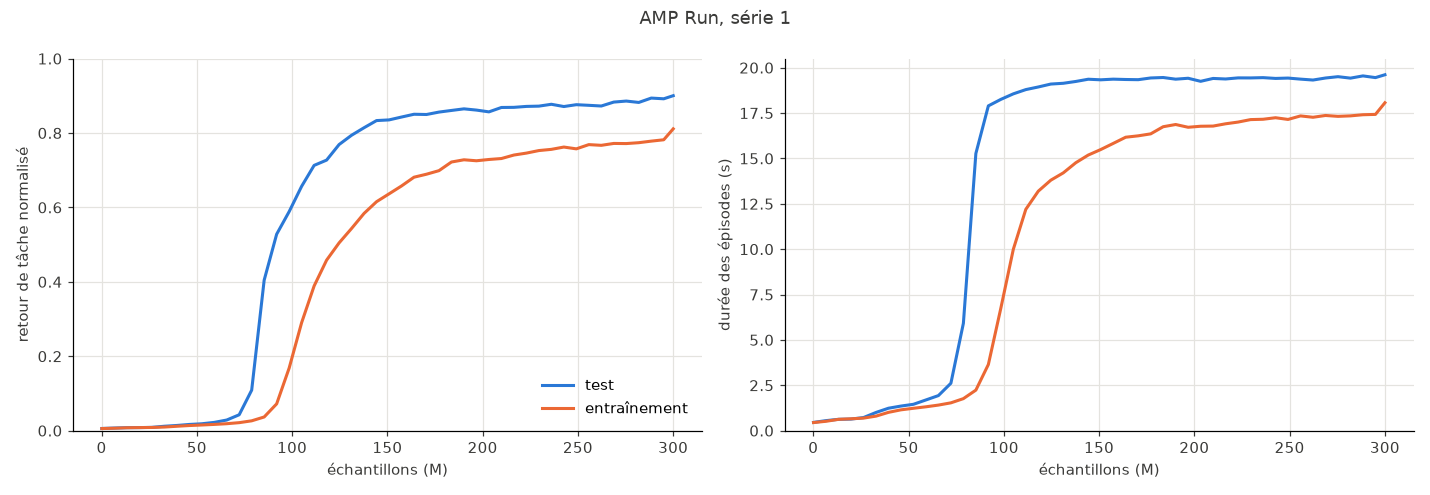 AMP Run, série 1
retour de tâche normalisé
1.0
0.8
0.6
0.4
0.2
0.0
0 50 100 150 200 250 300
échantillons (M)
test
entraînement
durée des épisodes (s)
20.0
17.5
15.0
12.5
10.0
7.5
5.0
2.5
0.0
0 50 100 150 200 250 300
échantillons (M)